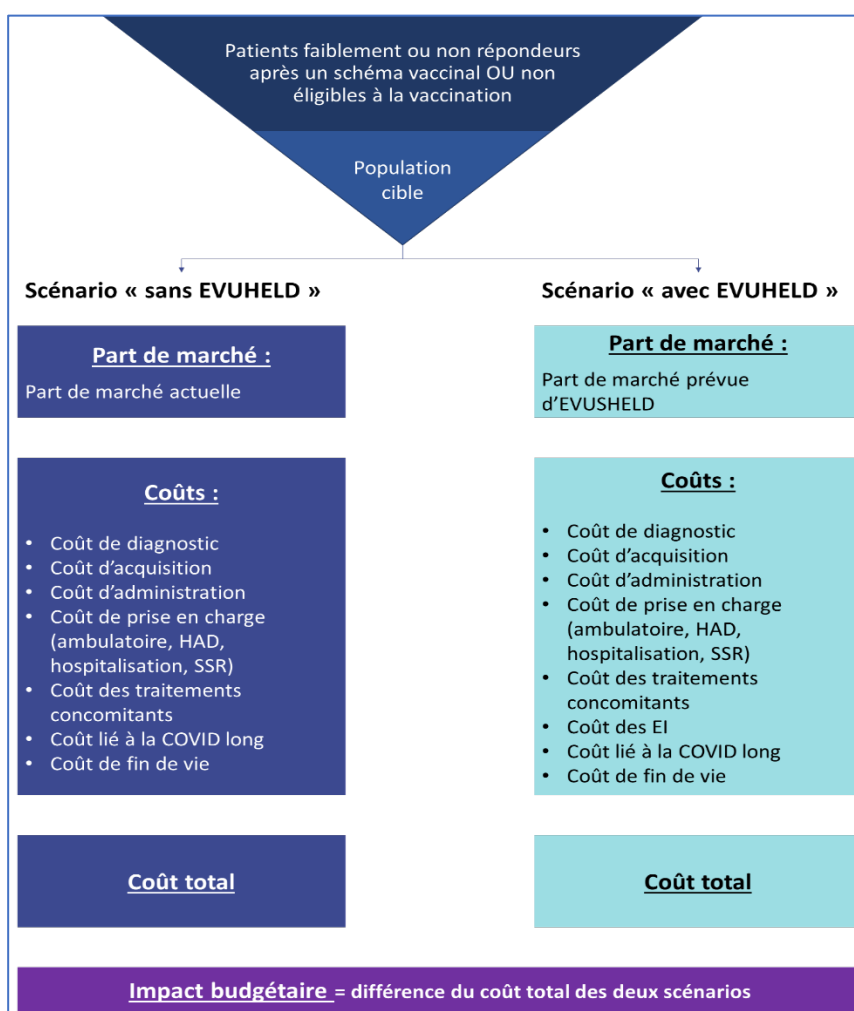 Patients faiblement ou non répondeurs
après un schéma vaccinal OU non
éligibles à la vaccination
Population
cible
Scénario « sans EVUHELD »
Part de marché :
Part de marché actuelle
Coûts :
• Coût de diagnostic
• Coût d'acquisition
• Coût d'administration
• Coût de prise en charge
(ambulatoire, HAD,
hospitalisation, SSR)
• Coût des traitements
concomitants
• Coût lié à la COVID long
• Coût de fin de vie
Coût total
Scénario « avec EVUHELD »
Part de marché :
Part de marché prévue
d'EVUSHELD
Coûts :
• Coût de diagnostic
• Coût d'acquisition
• Coût d'administration
• Coût de prise en charge
(ambulatoire, HAD,
hospitalisation, SSR)
• Coût des traitements
concomitants
• Coût des EI
• Coût lié à la COVID long
• Coût de fin de vie
Coût total
Impact budgétaire = différence du coût total des deux scénarios